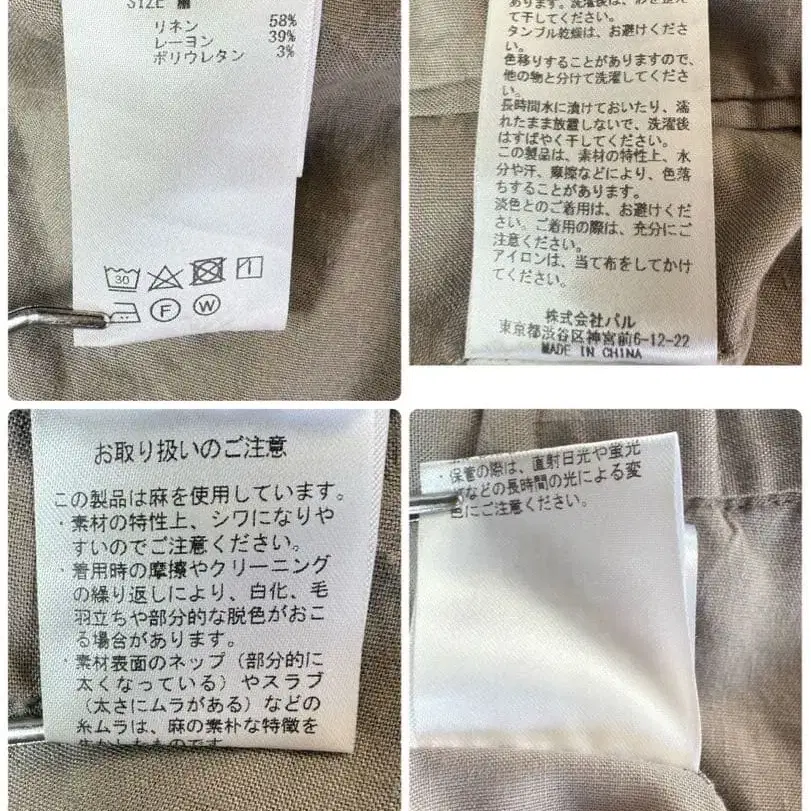 SIZE
リネン 58%
レーヨン 39%
ポリウレタン 3%
30
F
W
あります。洗濯後は、形を整え
て干してください。
タンブル乾燥は、お避けくださ
い。
色移りすることがありますので、
他の物と分けて洗濯してくださ
い。
長時間水に漬けておいたり、濡
れたまま放置しないで、洗濯後
はすばやく干してください。
この製品は、素材の特性上、水
分や汗、摩擦などにより、色落
ちすることがあります。
淡色とのご着用は、お避けくだ
さい。ご着用の際は、充分にご
注意ください。
アイロンは、当て布をしてかけ
てください。
株式会社パル
東京都渋谷区神宮前6-12-22
MADE IN CHINA
お取り扱いのご注意
この製品は麻を使用しています。
・素材の特性上、シワになりや
すいのでご注意ください。
・着用時の摩擦やクリーニング
の繰り返しにより、白化、毛
羽立ちや部分的な脱色がおこ
る場合があります。
・素材表面のネップ（部分的に
太くなっている）やスラブ
（太さにムラがある）などの
糸ムラは、麻の素朴な特徴を
生かしたものです。
・保管の際は、直射日光や蛍光
などの長時間の光による変
色にご注意ください。